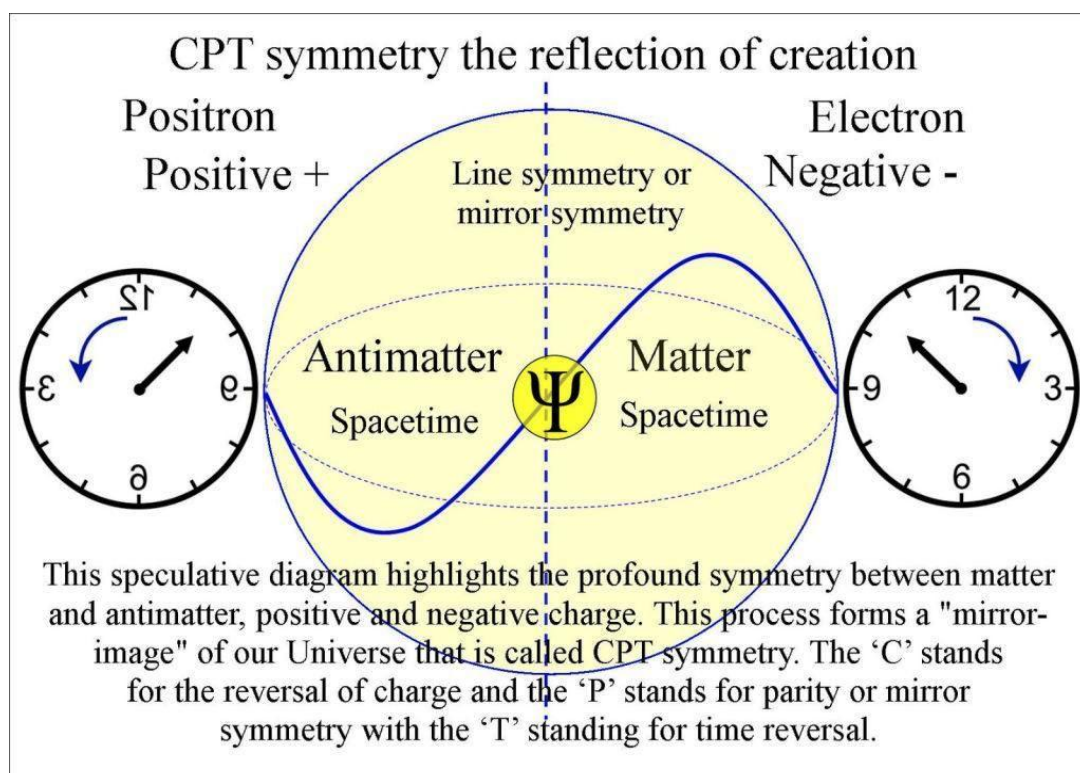 CPT symmetry the reflection of creation
Positron
Positive +
Electron
Negative -
Line symmetry or
mirror symmetry
12
3
9
6
Antimatter
Spacetime
Ψ
Matter
Spacetime
12
9
3
6
This speculative diagram highlights the profound symmetry between matter
and antimatter, positive and negative charge. This process forms a "mirror-
image" of our Universe that is called CPT symmetry. The ‘C’ stands
for the reversal of charge and the ‘P’ stands for parity or mirror
symmetry with the ‘T’ standing for time reversal.